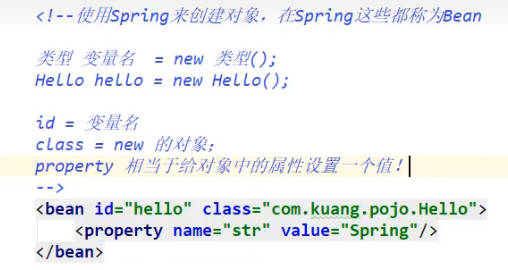 <!--使用Spring来创建对象，在Spring这些都称为Bean
类型 变量名  = new 类型();
Hello hello = new Hello();
id = 变量名
class = new 的对象;
property 相当于给对象中的属性设置一个值!
-->
<bean id="hello" class="com.kuang.pojo.Hello">
<property name="str" value="Spring"/>
</bean>